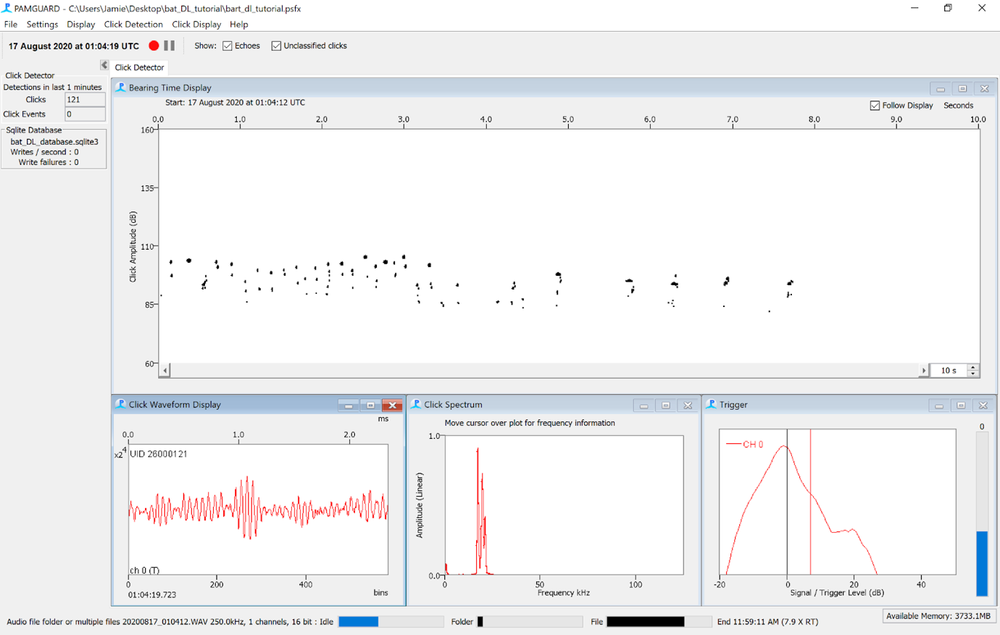 PAMGUARD - C:\Users\Jamie\Desktop\bat_DL_tutorial\bart_dl_tutorial.psfx
File Settings Display Click Detection Click Display Help
17 August 2020 at 01:04:19 UTC Show: Echoes Unclassified clicks
Click Detector
Click Detector
Detections in last 1 minutes
Clicks 121
Click Events 0
Sqlite Database
bat_DL_database.sqlite3
Writes / second : 0
Write failures : 0
Bearing Time Display
Start: 17 August 2020 at 01:04:12 UTC
Follow Display Seconds
0.0 1.0 2.0 3.0 4.0 5.0 6.0 7.0 8.0 9.0 10.0
160
135
110
85
60
Click Amplitude (dB)
10 s
Click Waveform Display
ms
0.0 1.0 2.0
x2^4
UID 26000121
ch 0 (T)
0 200 400
01:04:19.723 bins
Click Spectrum
Move cursor over plot for frequency information
1.0
Amplitude (Linear)
0.0
0 50 100
Frequency kHz
Trigger
0
CH 0
-20 0 20 40
Signal / Trigger Level (dB)
Audio file folder or multiple files 20200817_010412.WAV 250.0kHz, 1 channels, 16 bit : Idle Folder File End 11:59:11 AM (7.9 X RT) Available Memory: 3733.1MB